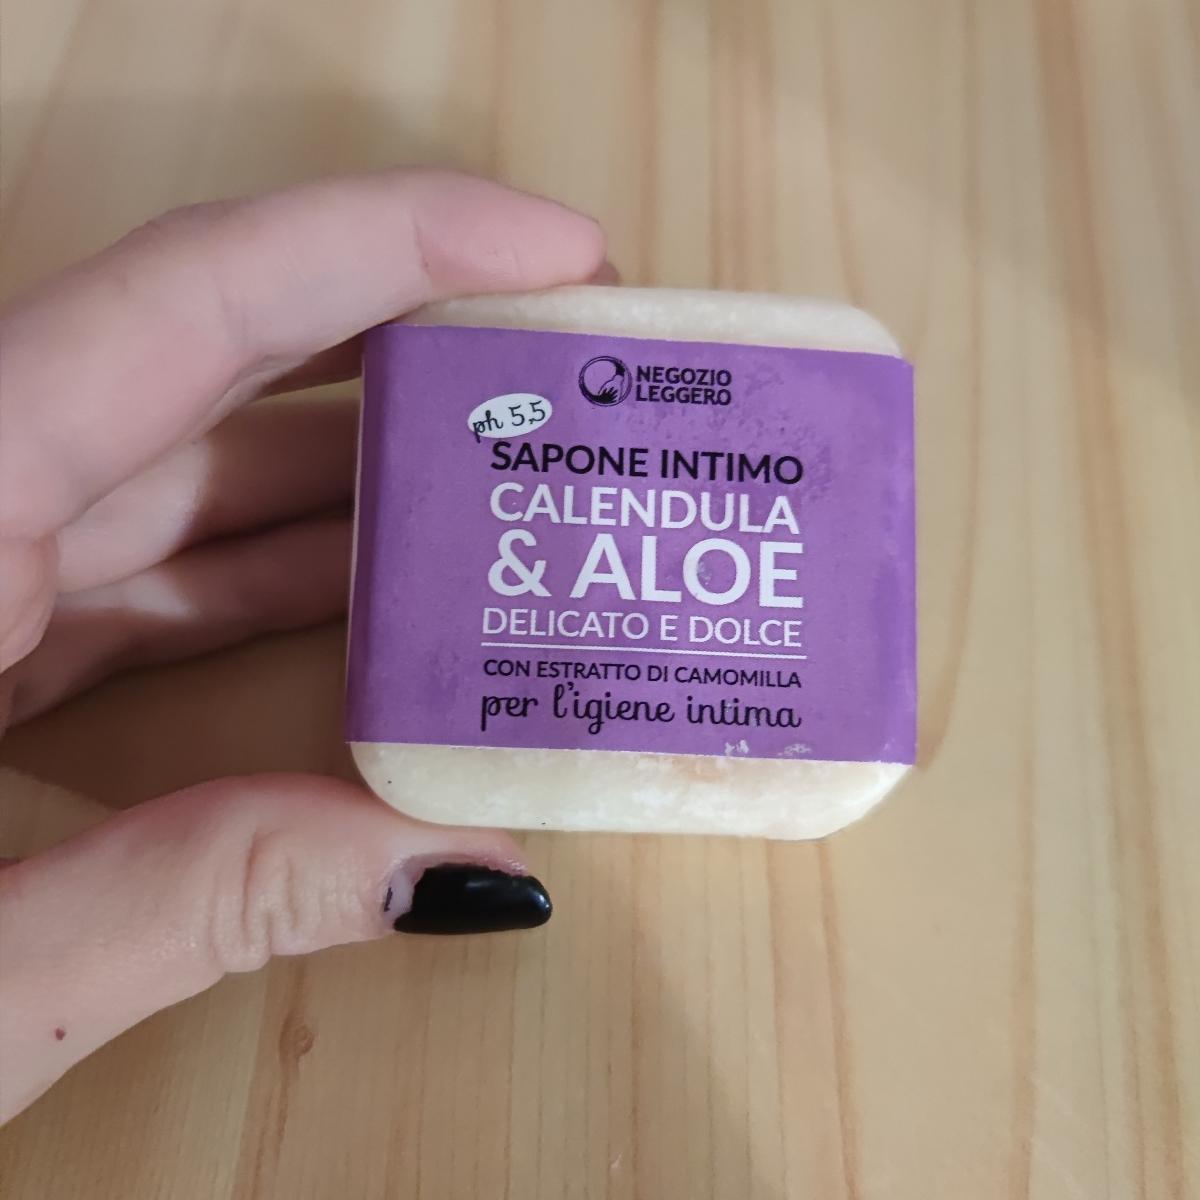 NEGOZIO
LEGGERO
ph 5,5
SAPONE INTIMO
CALENDULA
& ALOE
DELICATO E DOLCE
CON ESTRATTO DI CAMOMILLA
per l'igiene intima